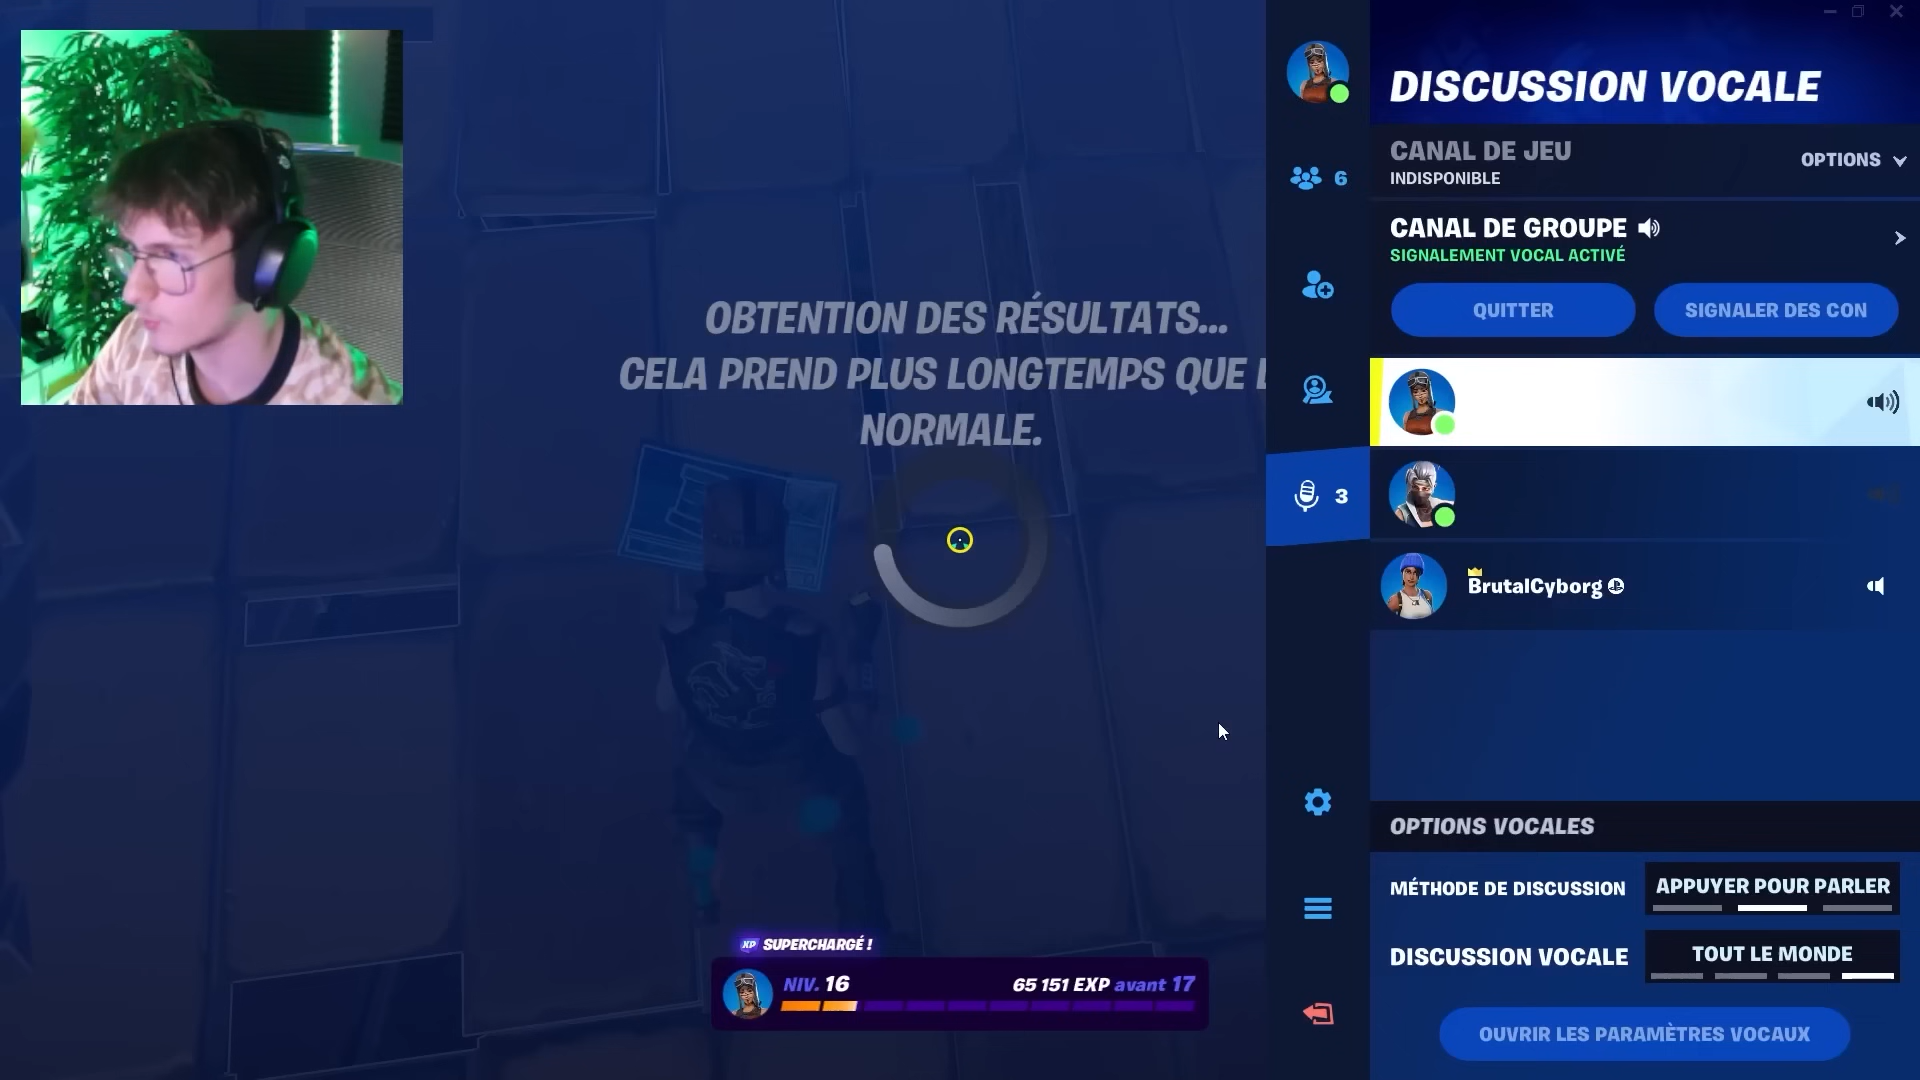 DISCUSSION VOCALE
CANAL DE JEU
INDISPONIBLE
OPTIONS
6
CANAL DE GROUPE
SIGNALEMENT VOCAL ACTIVÉ
QUITTER
SIGNALER DES CON
OBTENTION DES RÉSULTATS...
CELA PREND PLUS LONGTEMPS QUE
NORMALE.
3
BrutalCyborg
OPTIONS VOCALES
MÉTHODE DE DISCUSSION
APPUYER POUR PARLER
DISCUSSION VOCALE
TOUT LE MONDE
OUVRIR LES PARAMÈTRES VOCAUX
XP SUPERCHARGÉ !
NIV. 16
65 151 EXP avant 17